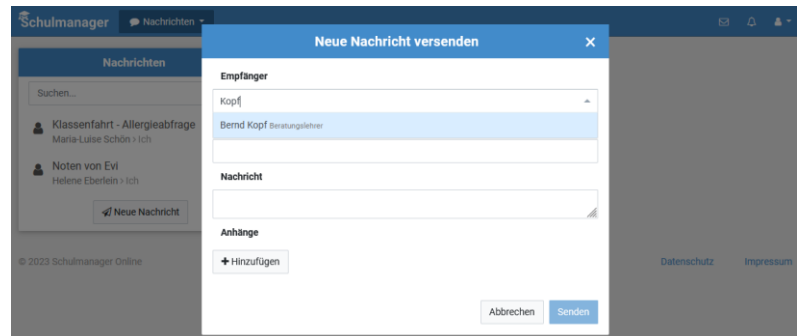 Schulmanager
Nachrichten
Nachrichten
Suchen...
Klassenfahrt - Allergieabfrage
Maria-Luise Schön > Ich
Noten von Evi
Helene Eberlein > Ich
Neue Nachricht
© 2023 Schulmanager Online
Neue Nachricht versenden
Empfänger
Kopf
Bernd Kopf Beratungslehrer
Nachricht
Anhänge
+ Hinzufügen
Abbrechen Senden
Datenschutz Impressum